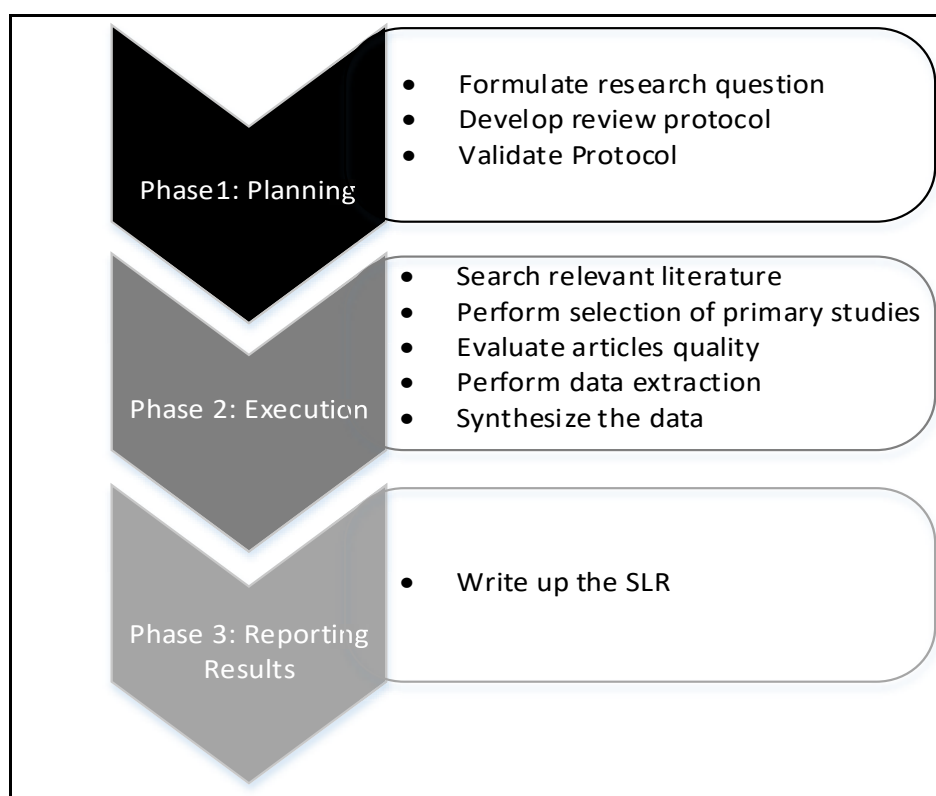 Phase1: Planning
• Formulate research question
• Develop review protocol
• Validate Protocol
Phase 2: Execution
• Search relevant literature
• Perform selection of primary studies
• Evaluate articles quality
• Perform data extraction
• Synthesize the data
Phase 3: Reporting
Results
• Write up the SLR